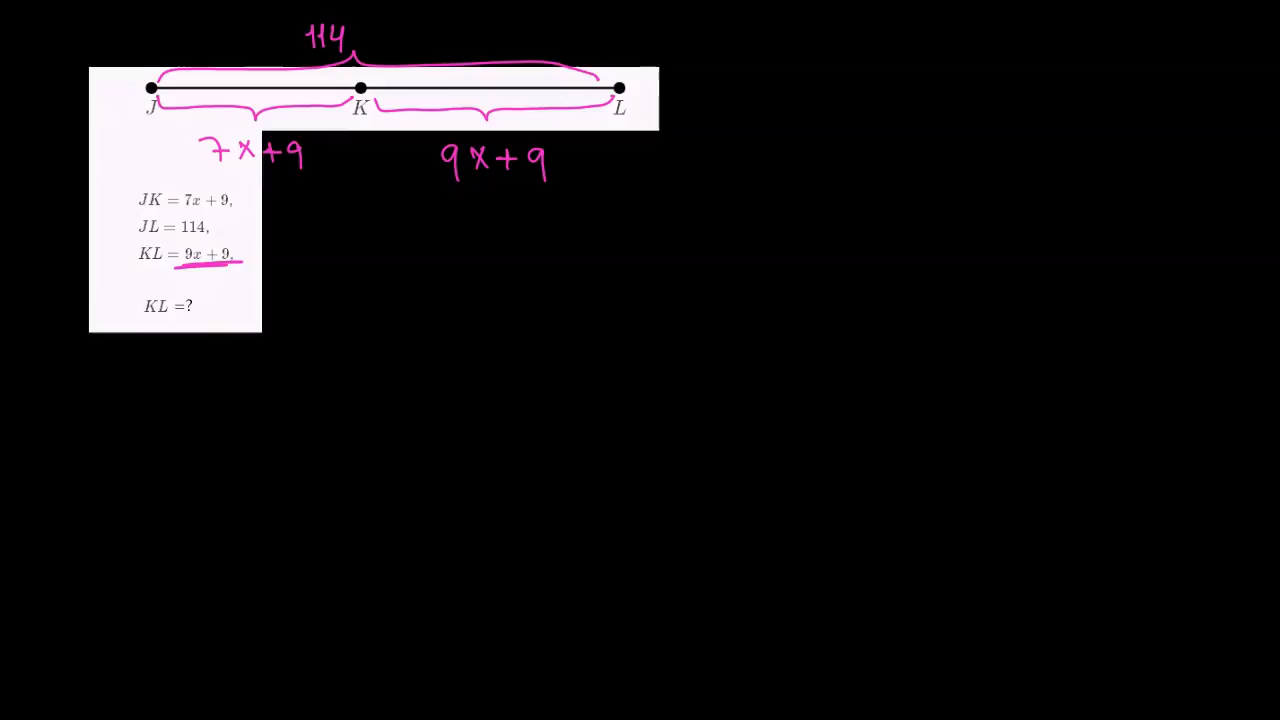 114
J K L
7x+9 9x+9
JK = 7x + 9,
JL = 114,
KL = 9x + 9,
KL =?